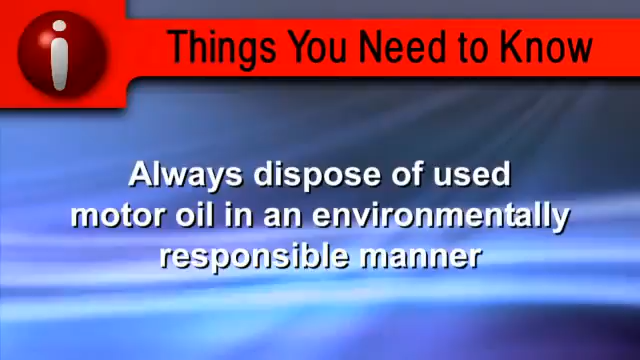 i
Things You Need to Know
Always dispose of used
motor oil in an environmentally
responsible manner